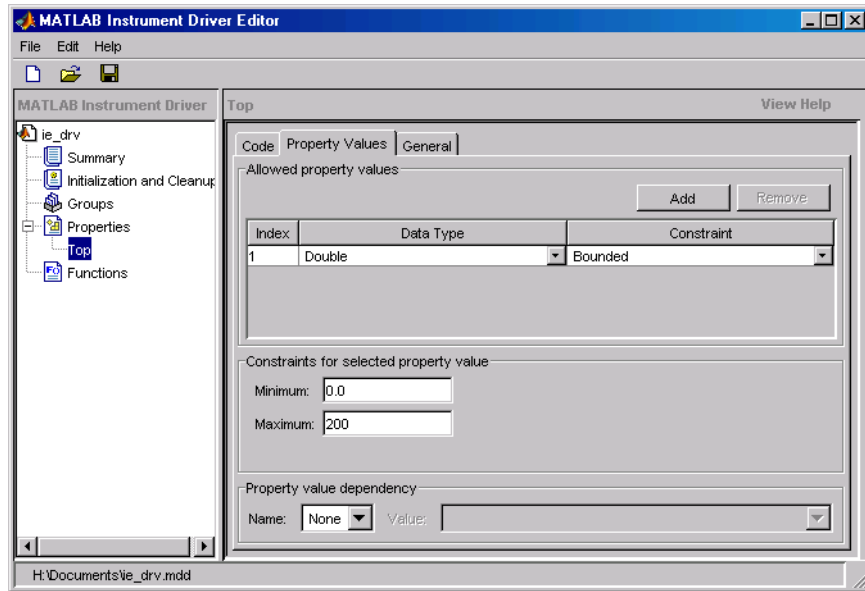 MATLAB Instrument Driver Editor
File Edit Help
MATLAB Instrument Driver
Top View Help
ie_drv
Summary
Initialization and Cleanup
Groups
Properties
Top
Functions
Code Property Values General
Allowed property values
Add Remove
Index Data Type Constraint
1 Double Bounded
Constraints for selected property value
Minimum: 0.0
Maximum: 200
Property value dependency
Name: None Value:
H:\Documents\ie_drv.mdd